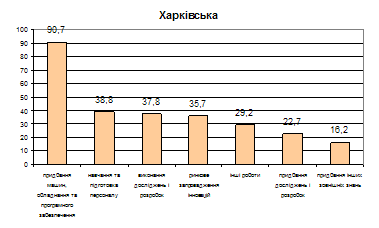 Харківська
100
90
80
70
60
50
40
30
20
10
0
90,7
38,8
37,8
35,7
29,2
22,7
16,2
придбання
машин,
обладнання та
програмного
забезпечення
навчання та
підготовка
персоналу
виконання
досліджень і
розробок
ринкове
запровадження
інновацій
інші роботи
придбання
досліджень і
розробок
придбання інших
зовнішніх знань